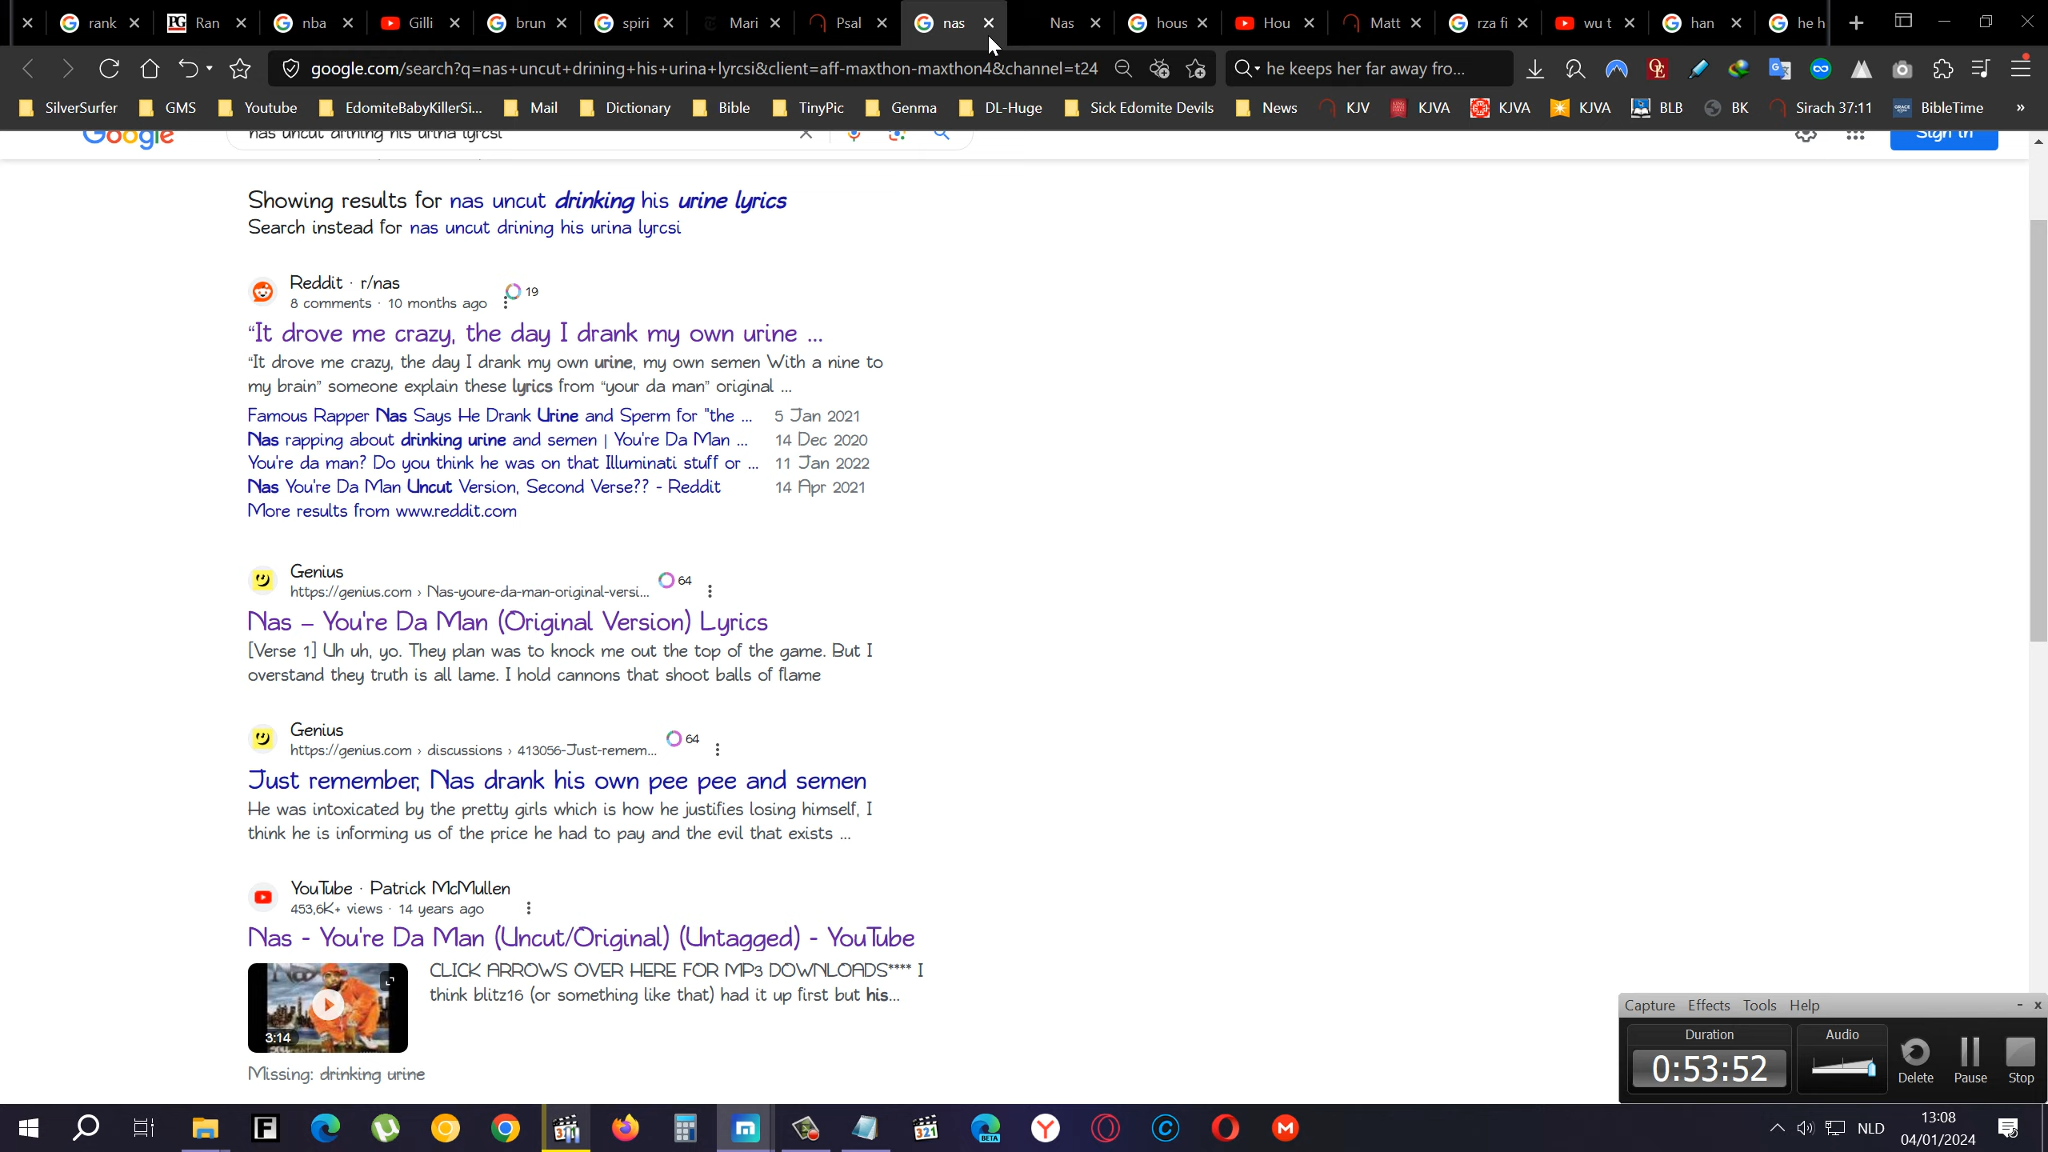 rank
Ran
nba
Gilli
brun
spiri
Mari
Psal
nas
Nas
hous
Hou
Matt
rza fi
wu t
han
he h
google.com/search?q=nas+uncut+drining+his+urina+lyrcsi&client=aff-maxthon-maxthon4&channel=t24
he keeps her far away fro...
SilverSurfer
GMS
Youtube
EdomiteBabyKillerSi...
Mail
Dictionary
Bible
TinyPic
Genma
DL-Huge
Sick Edomite Devils
News
KJV
KJVA
KJVA
KJVA
BLB
BK
Sirach 37:11
BibleTime
»
Google
nas uncut drining his urina lyrcsi
Sign in
Showing results for nas uncut drinking his urine lyrics
Search instead for nas uncut drining his urina lyrcsi
Reddit · r/nas
8 comments · 10 months ago
19
“It drove me crazy, the day I drank my own urine ...
“It drove me crazy, the day I drank my own urine, my own semen With a nine to
my brain” someone explain these lyrics from “your da man” original ...
Famous Rapper Nas Says He Drank Urine and Sperm for "the ... 5 Jan 2021
Nas rapping about drinking urine and semen | You're Da Man ... 14 Dec 2020
You're da man? Do you think he was on that Illuminati stuff or ... 11 Jan 2022
Nas You're Da Man Uncut Version, Second Verse?? - Reddit 14 Apr 2021
More results from www.reddit.com
Genius
https://genius.com › Nas-youre-da-man-original-versi...
64
Nas – You're Da Man (Original Version) Lyrics
[Verse 1] Uh uh, yo. They plan was to knock me out the top of the game. But I
overstand they truth is all lame. I hold cannons that shoot balls of flame
Genius
https://genius.com › discussions › 413056-Just-remem...
64
Just remember, Nas drank his own pee pee and semen
He was intoxicated by the pretty girls which is how he justifies losing himself, I
think he is informing us of the price he had to pay and the evil that exists ...
YouTube · Patrick McMullen
453,6K+ views · 14 years ago
Nas - You're Da Man (Uncut/Original) (Untagged) - YouTube
CLICK ARROWS OVER HERE FOR MP3 DOWNLOADS**** I
think blitz16 (or something like that) had it up first but his...
3:14
Missing: drinking urine
Capture Effects Tools Help
Duration
Audio
0:53:52
Delete
Pause
Stop
BETA
NLD
13:08
04/01/2024